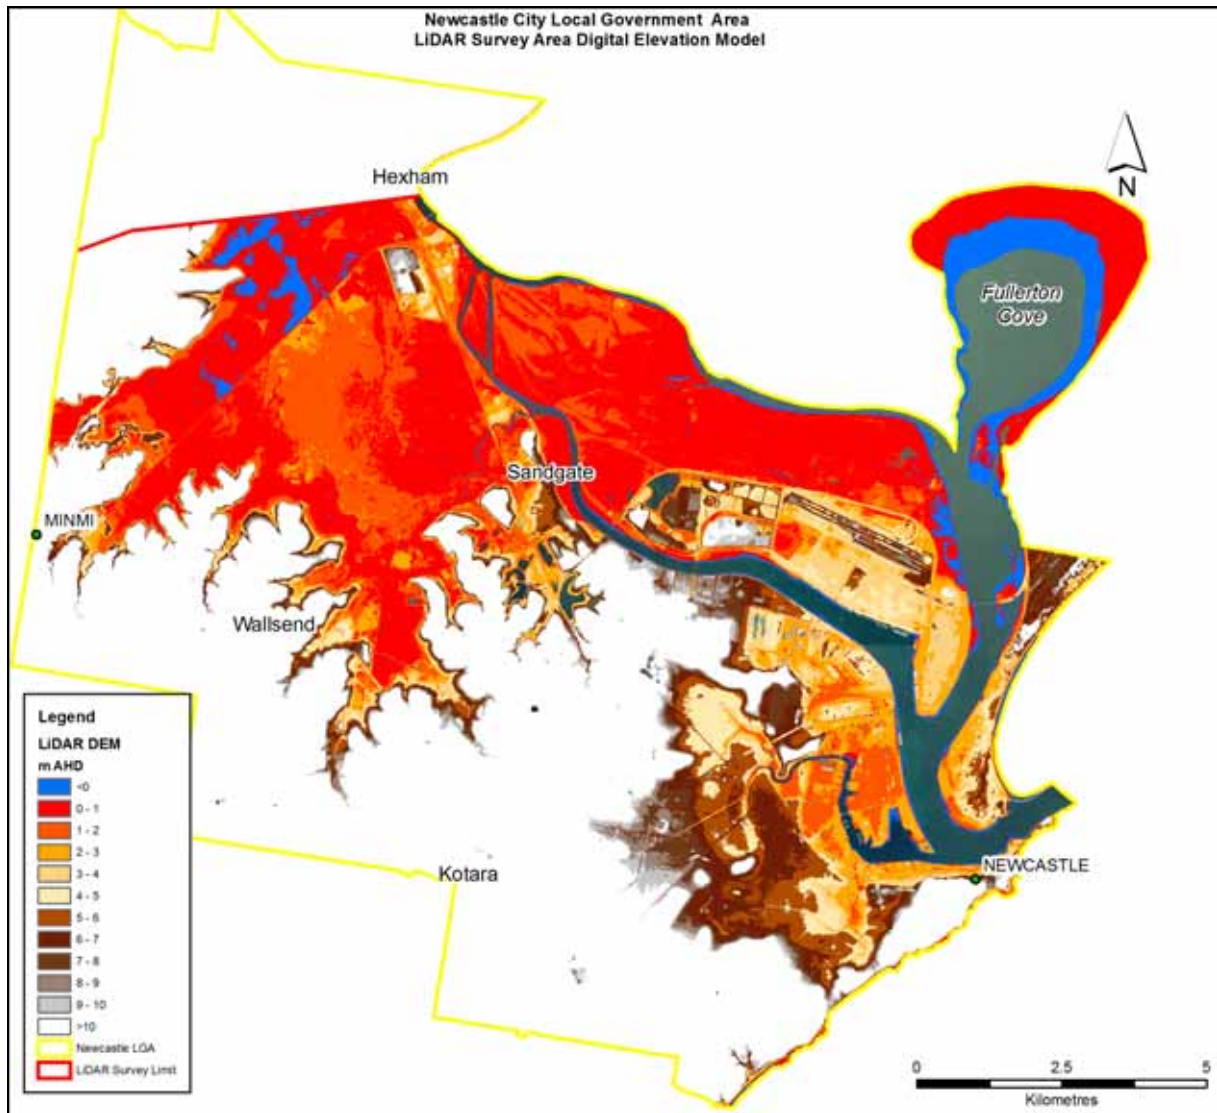 Newcastle City Local Government Area
LiDAR Survey Area Digital Elevation Model
N
Hexham
Fullerton
Cove
Sandgate
MINMI
Wallsend
Kotara
NEWCASTLE
Legend
LiDAR DEM
m AHD
<0
0 - 1
1 - 2
2 - 3
3 - 4
4 - 5
5 - 6
6 - 7
7 - 8
8 - 9
9 - 10
>10
Newcastle LGA
LiDAR Survey Limit
0 2.5 5
Kilometres